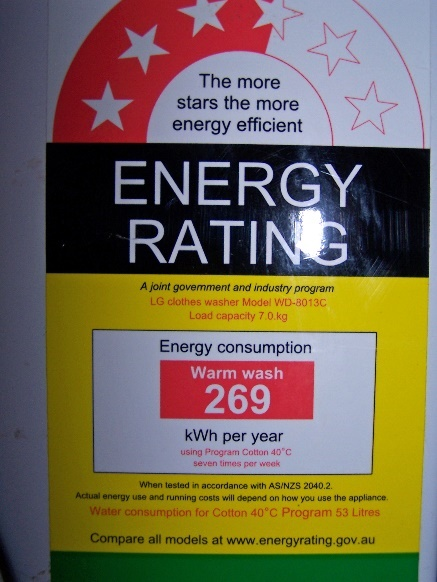 The more
stars the more
energy efficient
ENERGY
RATING
A joint government and industry program
LG clothes washer Model WD-8013C
Load capacity 7.0.kg
Energy consumption
Warm wash
269
kWh per year
using Program Cotton 40°C
seven times per week
When tested in accordance with AS/NZS 2040.2.
Actual energy use and running costs will depend on how you use the appliance.
Water consumption for Cotton 40°C Program 53 Litres
Compare all models at www.energyrating.gov.au